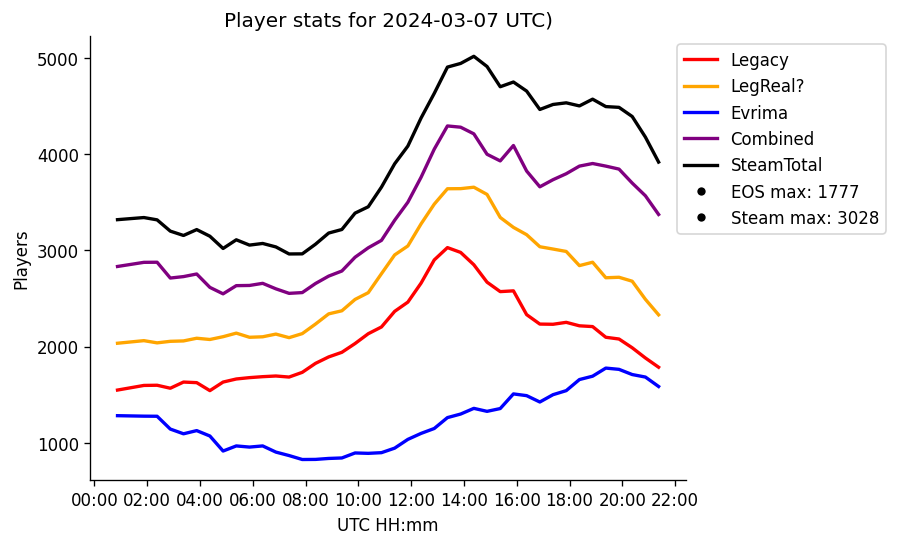 Player stats for 2024-03-07 UTC)
Players
5000
4000
3000
2000
1000
00:00 02:00 04:00 06:00 08:00 10:00 12:00 14:00 16:00 18:00 20:00 22:00
UTC HH:mm
Legacy
LegReal?
Evrima
Combined
SteamTotal
EOS max: 1777
Steam max: 3028